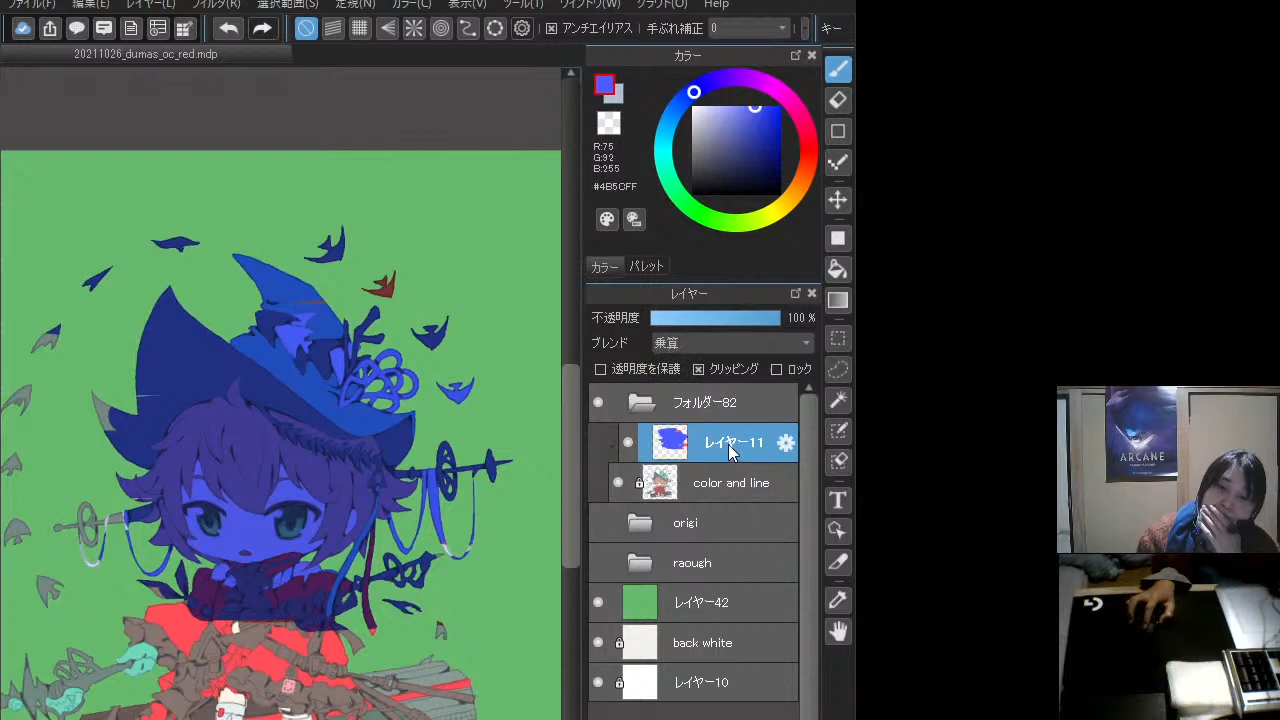 ファイル(F) 編集(E) レイヤー(L) フィルタ(R) 選択範囲(S) 定規(N) カラー(C) 表示(V) ツール(T) ウインドウ(W) クラウド(O) Help
アンチエイリアス 手ぶれ補正 0 キー
20211026_dumas_oc_red.mdp
カラー
R:75
G:92
B:255
#4B5CFF
カラー パレット
レイヤー
不透明度 100 %
ブレンド 乗算
透明度を保護 クリッピング ロック
フォルダー82
レイヤー11
color and line
origi
raough
レイヤー42
back white
レイヤー10
T
ARCANE